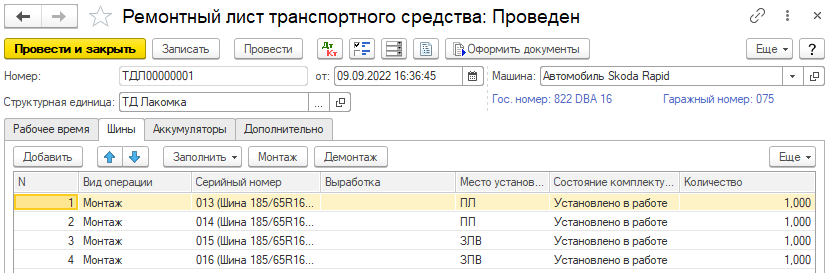 Ремонтный лист транспортного средства: Проведен
Провести и закрыть Записать Провести Дт Кт Оформить документы Еще ?
Номер: ТДЛ00000001 от: 09.09.2022 16:36:45 Машина: Автомобиль Skoda Rapid
Структурная единица: ТД Лакомка ... Гос. номер: 822 DBA 16 Гаражный номер: 075
Рабочее время Шины Аккумуляторы Дополнительно
Добавить Заполнить Монтаж Демонтаж Еще
N Вид операции Серийный номер Выработка Место установ... Состояние комплекту... Количество
1 Монтаж 013 (Шина 185/65R16... ПП Установлено в работе 1,000
2 Монтаж 014 (Шина 185/65R16... ПП Установлено в работе 1,000
3 Монтаж 015 (Шина 185/65R16... ЗЛВ Установлено в работе 1,000
4 Монтаж 016 (Шина 185/65R16... ЗЛВ Установлено в работе 1,000